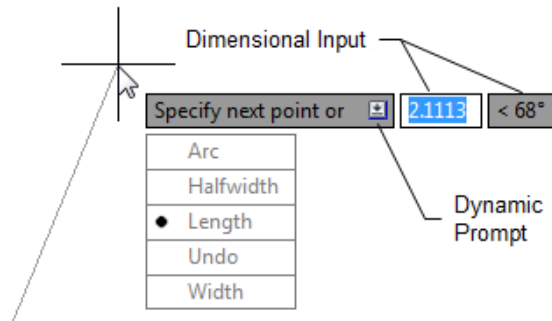 Dimensional Input
Specify next point or 2.1113 < 68°
Arc
Halfwidth
Length
Undo
Width
Dynamic
Prompt